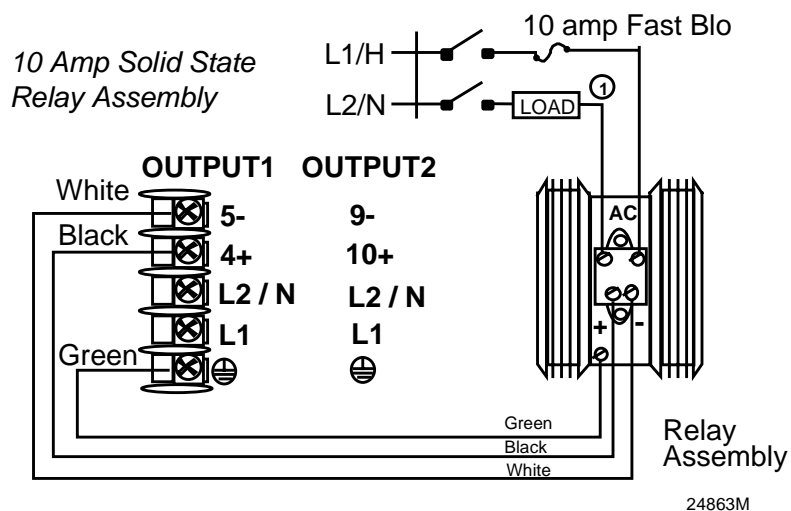 10 amp Fast Blo
10 Amp Solid State
Relay Assembly
L1/H
L2/N
LOAD
1
OUTPUT1 OUTPUT2
White
5- 9-
Black
4+ 10+
L2 / N L2 / N
L1 L1
Green
AC
+ -
Green
Black
White
Relay
Assembly
24863M